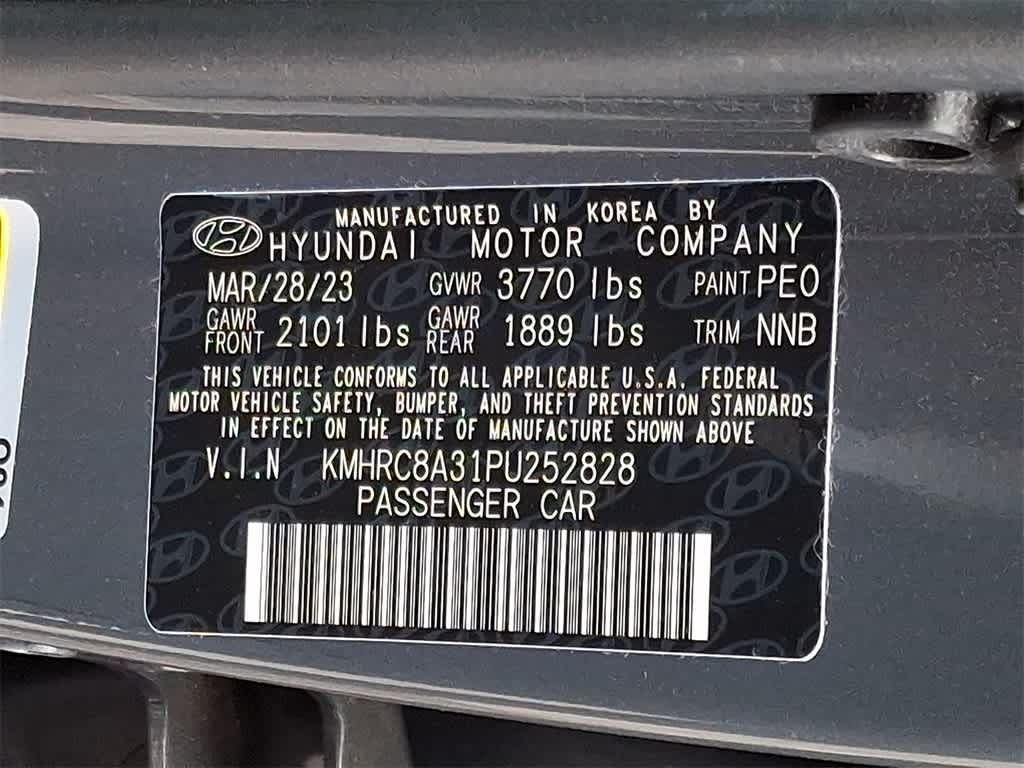 MANUFACTURED IN KOREA BY
HYUNDAI MOTOR COMPANY
MAR/28/23 GVWR 3770 lbs PAINT PEO
GAWR FRONT 2101 lbs GAWR REAR 1889 lbs TRIM NNB
THIS VEHICLE CONFORMS TO ALL APPLICABLE U.S.A. FEDERAL
MOTOR VEHICLE SAFETY, BUMPER, AND THEFT PREVENTION STANDARDS
IN EFFECT ON THE DATE OF MANUFACTURE SHOWN ABOVE
V.I.N KMHRC8A31PU252828
PASSENGER CAR